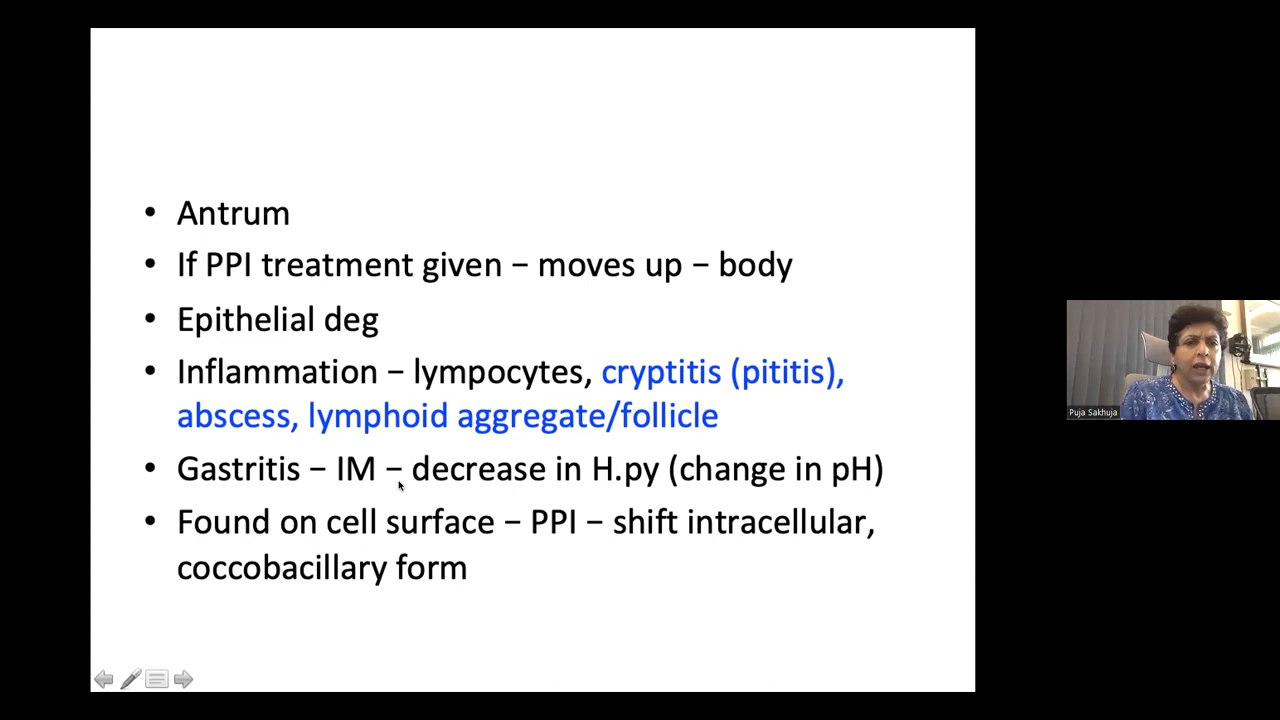 • Antrum
• If PPI treatment given – moves up – body
• Epithelial deg
• Inflammation – lympocytes, cryptitis (pititis),
abscess, lymphoid aggregate/follicle
• Gastritis – IM – decrease in H.py (change in pH)
• Found on cell surface – PPI – shift intracellular,
coccobacillary form
Puja Sakhuja